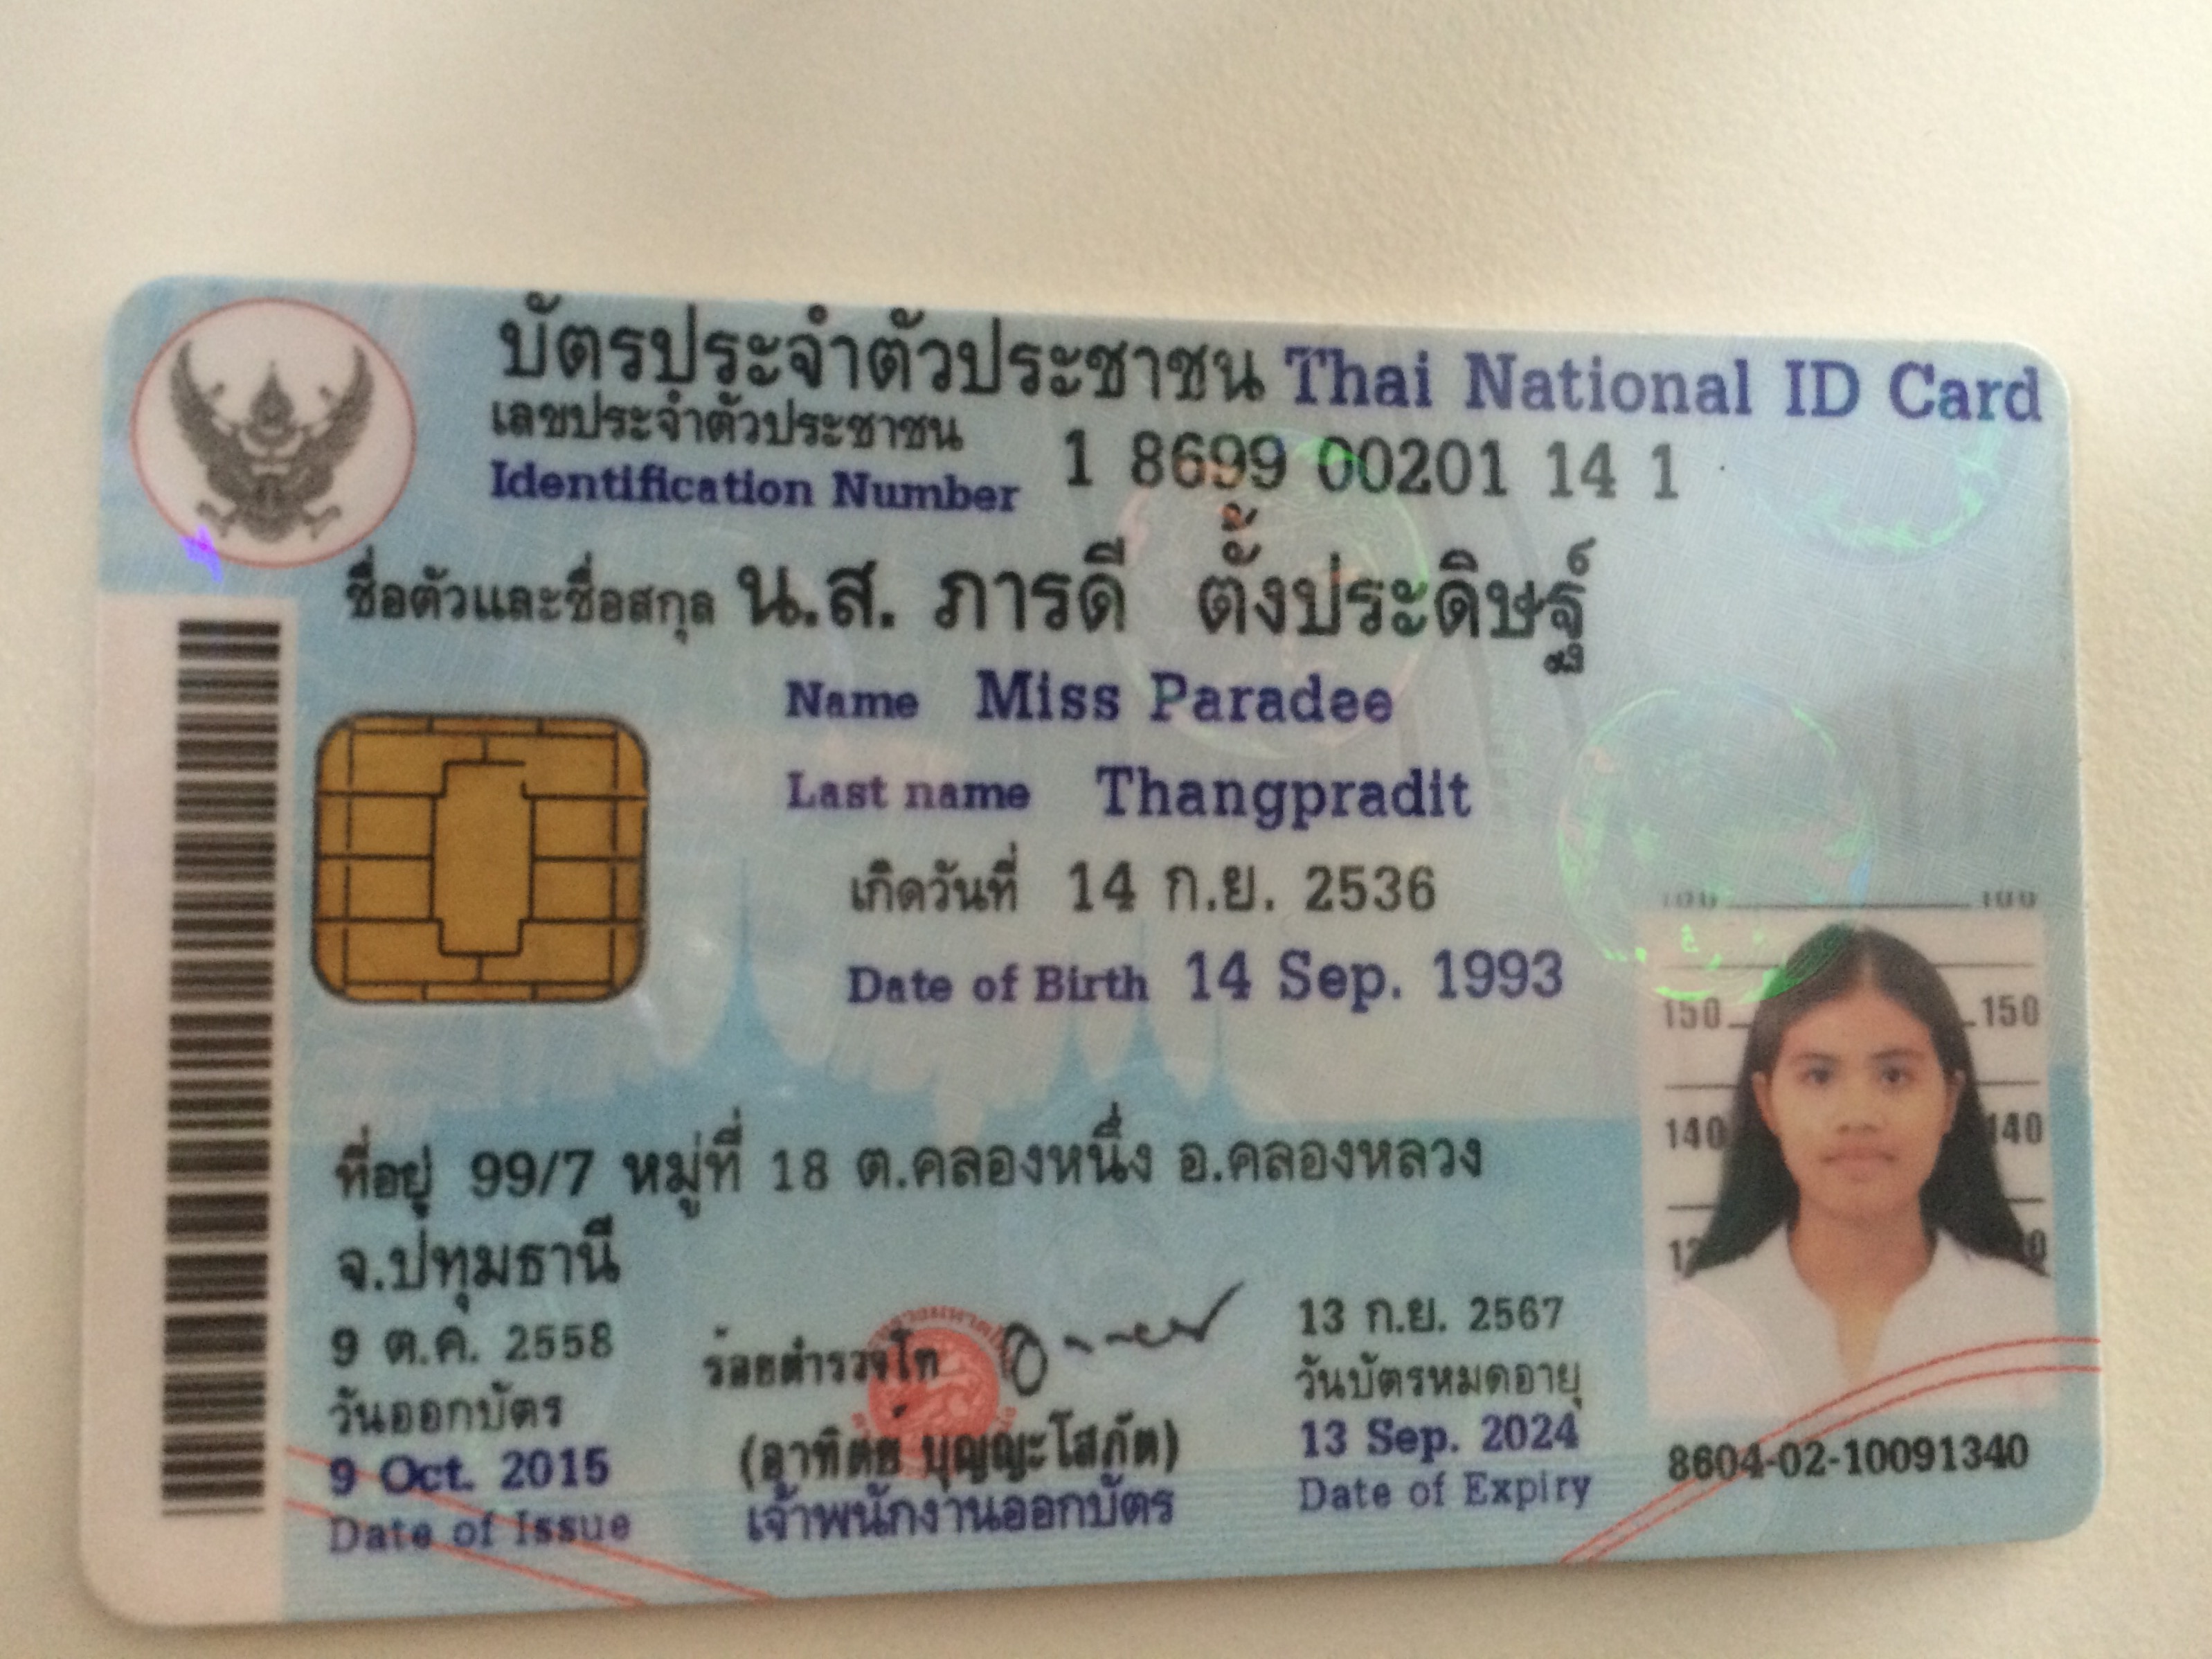 บัตรประจำตัวประชาชน Thai National ID Card
เลขประจำตัวประชาชน
Identification Number 1 8699 00201 14 1
ชื่อตัวและชื่อสกุล น.ส. ภารดี ตั้งประดิษฐ์
Name Miss Paradee
Last name Thangpradit
เกิดวันที่ 14 ก.ย. 2536
Date of Birth 14 Sep. 1993
150 150
140 140
ที่อยู่ 99/7 หมู่ที่ 18 ต.คลองหนึ่ง อ.คลองหลวง
จ.ปทุมธานี
9 ต.ค. 2558
วันออกบัตร
9 Oct. 2015
Date of Issue
ร้อยตำรวจโท
(อาทิตย์ บุญญะโสภัต)
เจ้าพนักงานออกบัตร
13 ก.ย. 2567
วันบัตรหมดอายุ
13 Sep. 2024
Date of Expiry
8604-02-10091340